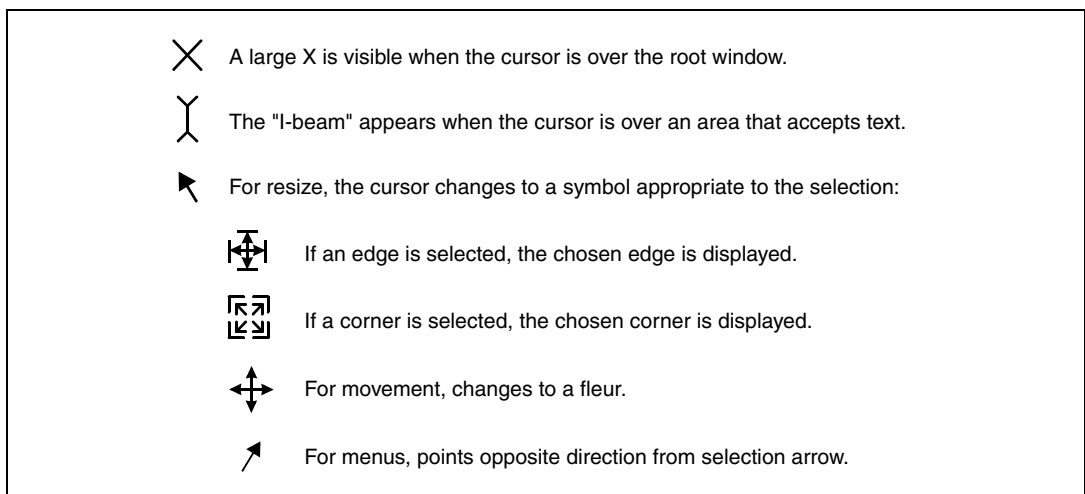 A large X is visible when the cursor is over the root window.
The "I-beam" appears when the cursor is over an area that accepts text.
For resize, the cursor changes to a symbol appropriate to the selection:
If an edge is selected, the chosen edge is displayed.
If a corner is selected, the chosen corner is displayed.
For movement, changes to a fleur.
For menus, points opposite direction from selection arrow.